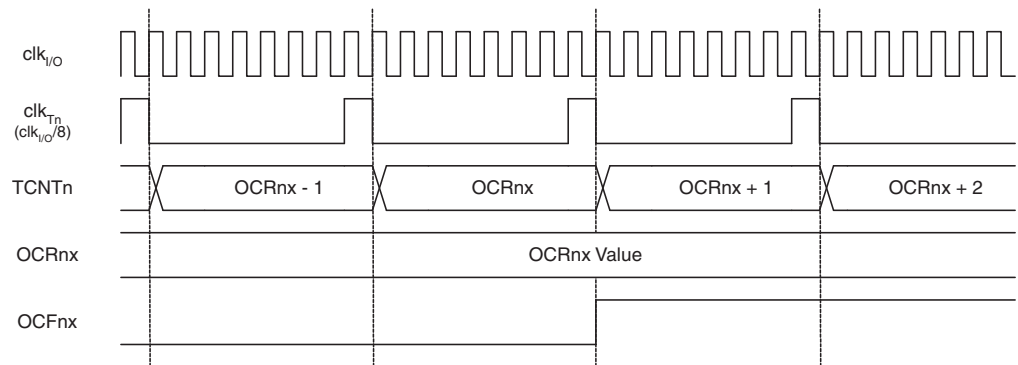 clkI/O
clkTn
(clkI/O/8)
TCNTn
OCRnx - 1 OCRnx OCRnx + 1 OCRnx + 2
OCRnx
OCRnx Value
OCFnx